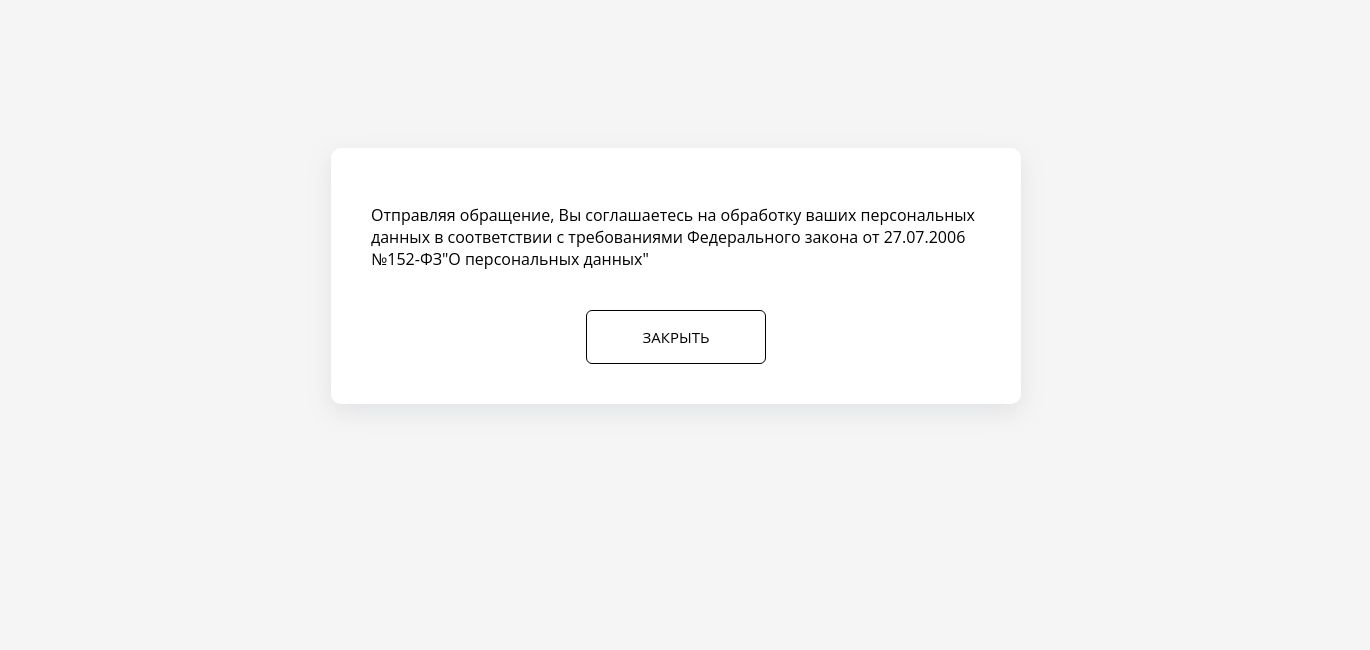 Отправляя обращение, Вы соглашаетесь на обработку ваших персональных
данных в соответствии с требованиями Федерального закона от 27.07.2006
№152-ФЗ"О персональных данных"
ЗАКРЫТЬ